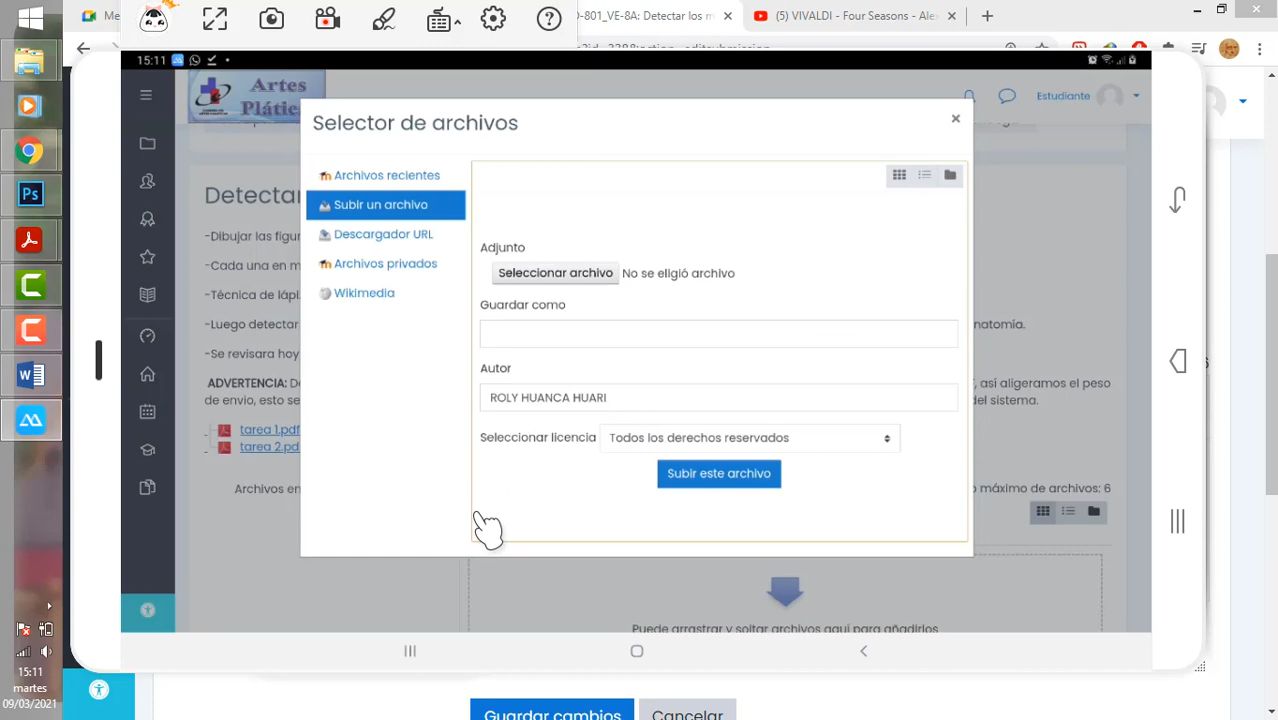 D-801_VE-8A: Detectar los m
(5) VIVALDI - Four Seasons - Ale
15:11
Artes
Plátic
Estudiante
Selector de archivos
Archivos recientes
Subir un archivo
Descargador URL
Archivos privados
Wikimedia
Adjunto
Seleccionar archivo No se eligió archivo
Guardar como
Autor
ROLY HUANCA HUARI
Seleccionar licencia Todos los derechos reservados
Subir este archivo
Detectar
-Dibujar las figur
-Cada una en m
-Técnica de lápi
-Luego detectar
natomía.
-Se revisara hoy
ADVERTENCIA: D
, así aligeramos el peso
de envio, esto se
del sistema.
tarea 1.pdf
tarea 2.pd
Archivos en
o máximo de archivos: 6
Puede arrastrar y soltar archivos aquí para añadirlos
Guardar cambios
Cancelar
15:11
martes
09/03/2021